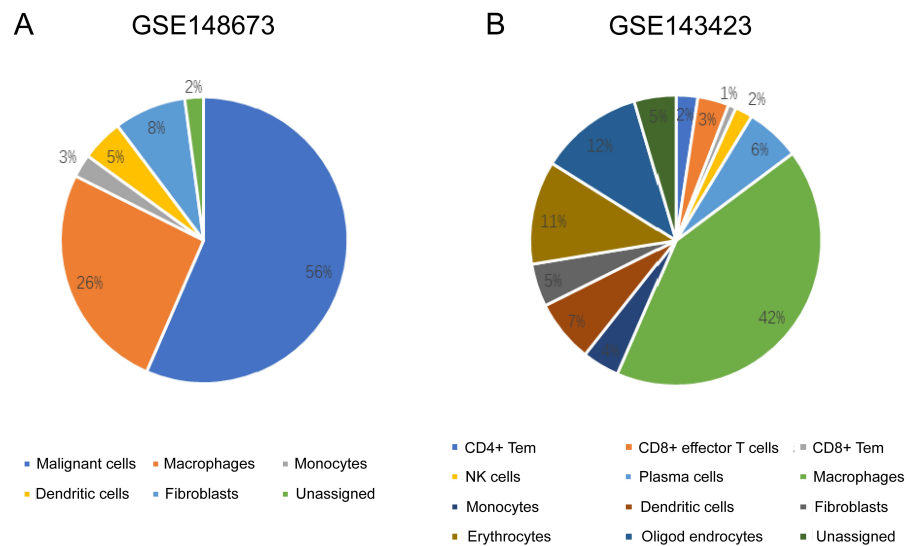 A GSE148673
B GSE143423
2%
8%
5%
3%
26%
56%
1%
2%
2%
3%
6%
5%
12%
11%
5%
7%
42%
Malignant cells Macrophages Monocytes
Dendritic cells Fibroblasts Unassigned
CD4+ Tem CD8+ effector T cells CD8+ Tem
NK cells Plasma cells Macrophages
Monocytes Dendritic cells Fibroblasts
Erythrocytes Oligod endrocytes Unassigned